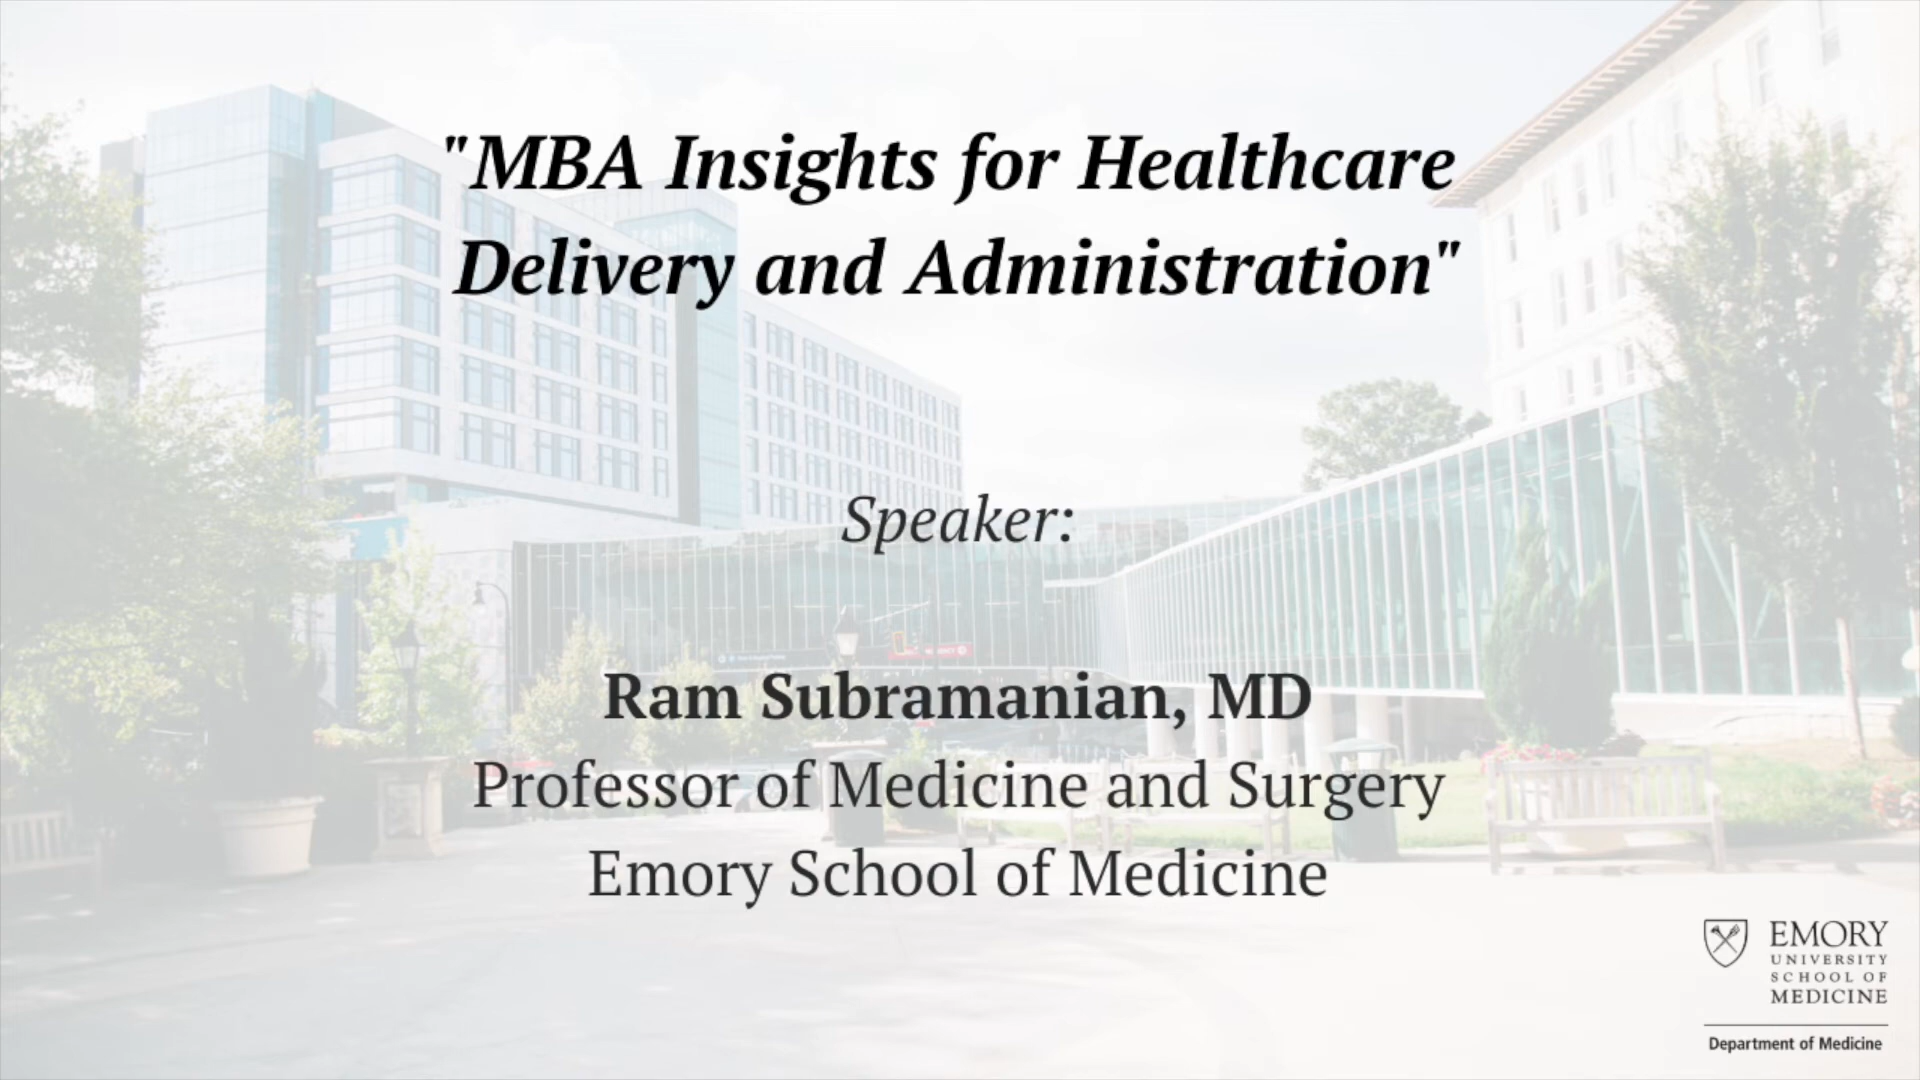 "MBA Insights for Healthcare
Delivery and Administration"
Speaker:
Ram Subramanian, MD
Professor of Medicine and Surgery
Emory School of Medicine
EMORY
UNIVERSITY
SCHOOL OF
MEDICINE
Department of Medicine